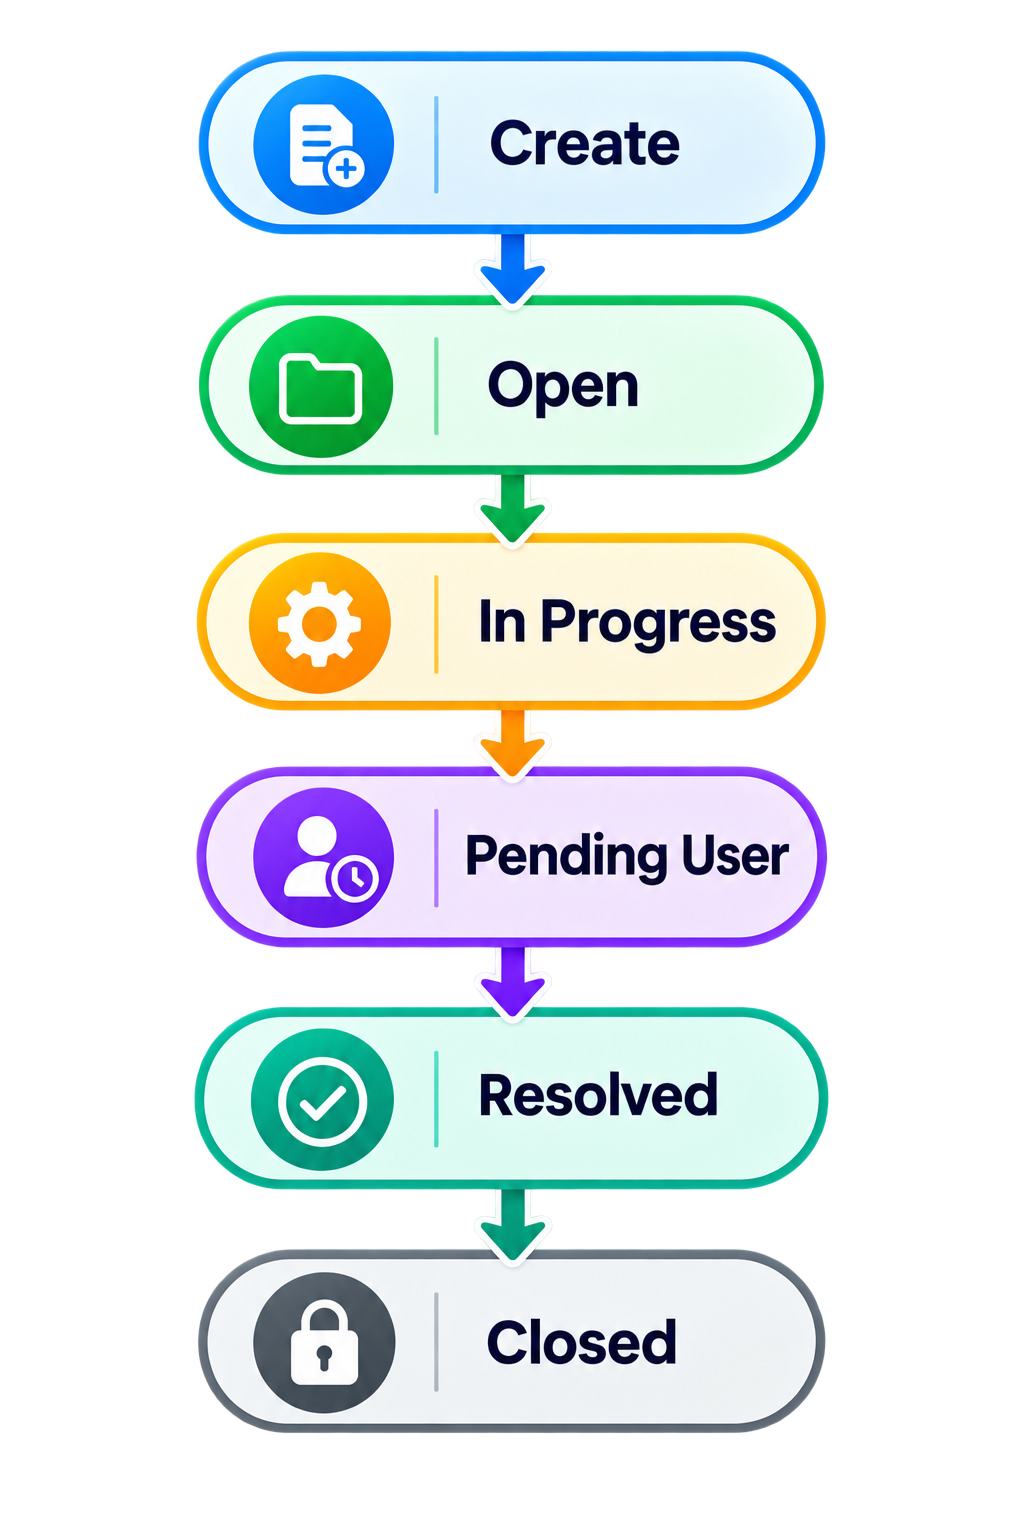 Create
Open
In Progress
Pending User
Resolved
Closed